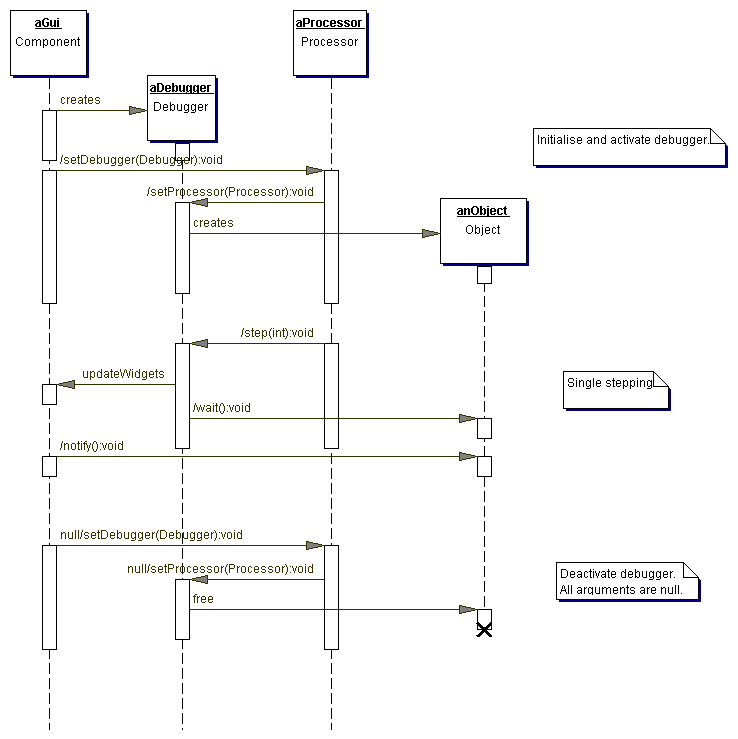 aGui
Component
aProcessor
Processor
aDebugger
Debugger
creates
Initialise and activate debugger.
/setDebugger(Debugger):void
/setProcessor(Processor):void
anObject
Object
creates
/step(int):void
updateWidgets
Single stepping
/wait():void
/notify():void
null/setDebugger(Debugger):void
null/setProcessor(Processor):void
Deactivate debugger.
All arguments are null.
free